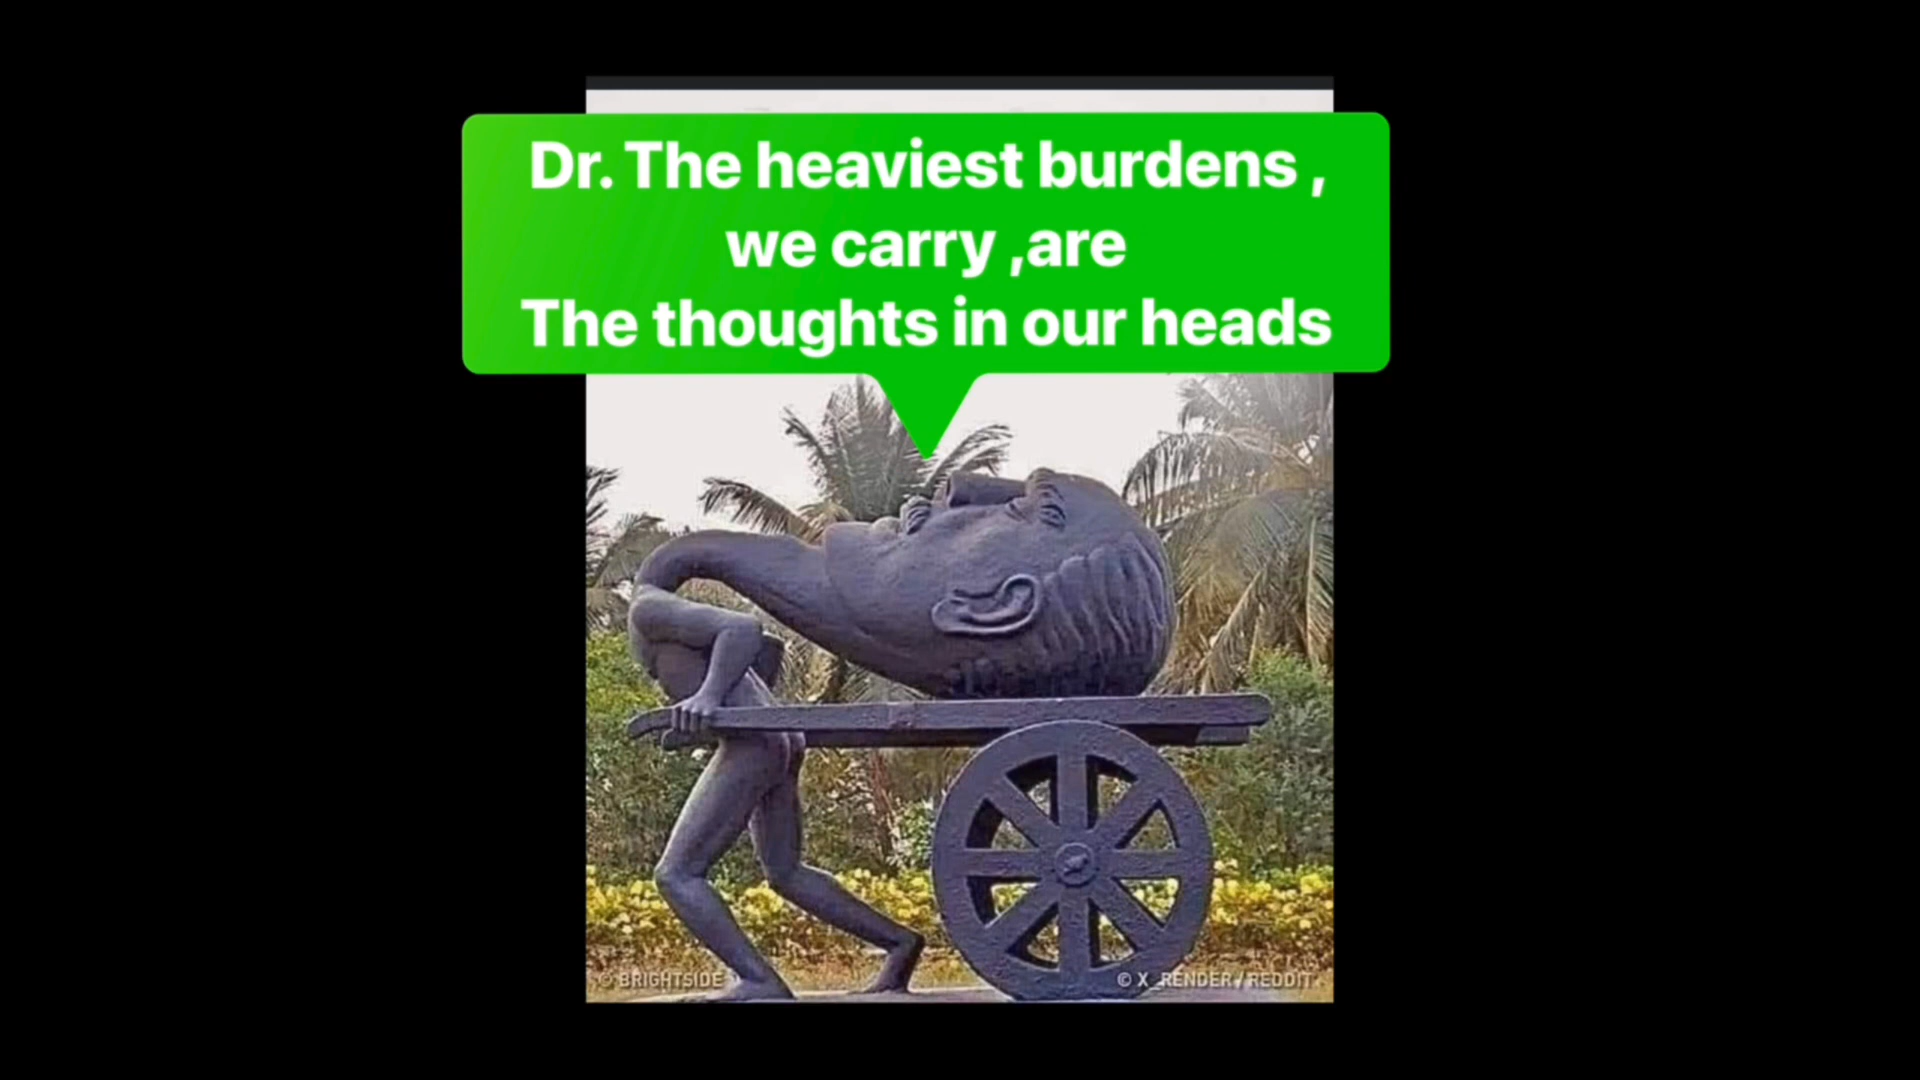 Dr. The heaviest burdens ,
we carry ,are
The thoughts in our heads
© BRIGHTSIDE
© X_RENDER / REDDIT